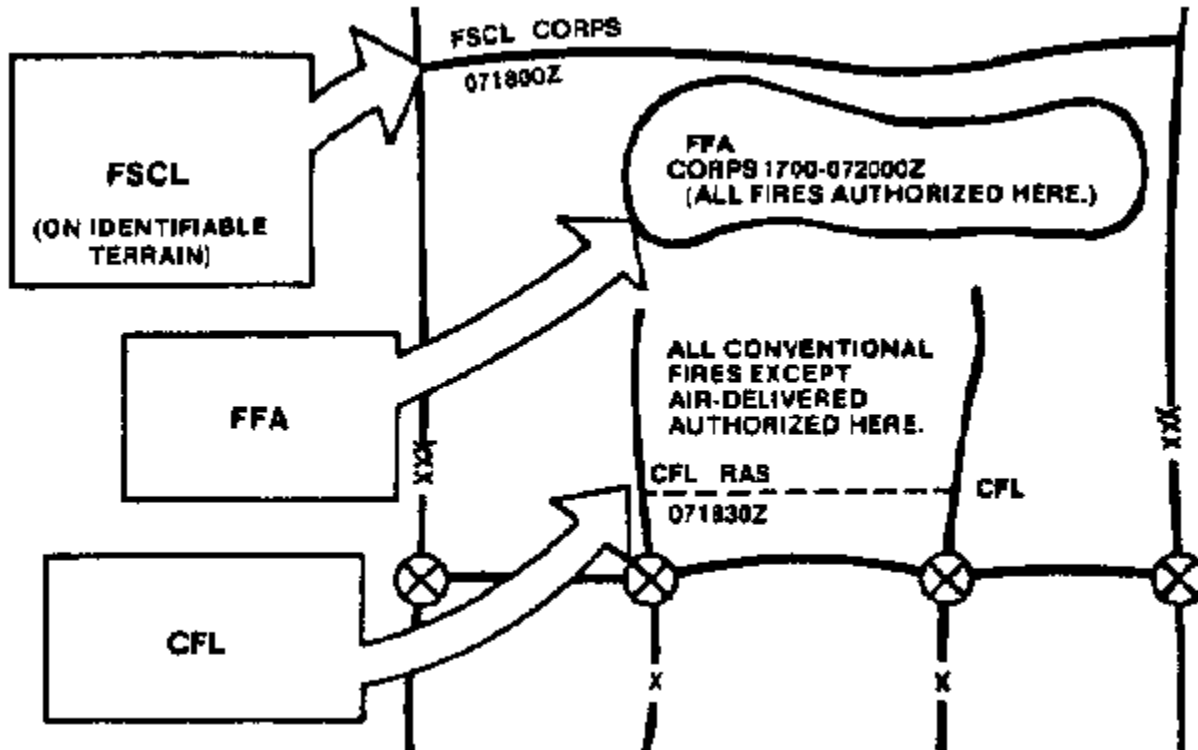 FSCL CORPS
071800Z
FSCL
(ON IDENTIFIABLE
TERRAIN)
FFA
CORPS 1700-072000Z
(ALL FIRES AUTHORIZED HERE.)
FFA
ALL CONVENTIONAL
FIRES EXCEPT
AIR-DELIVERED
AUTHORIZED HERE.
XXX
XXX
CFL RAS
CFL
071830Z
CFL
X
X